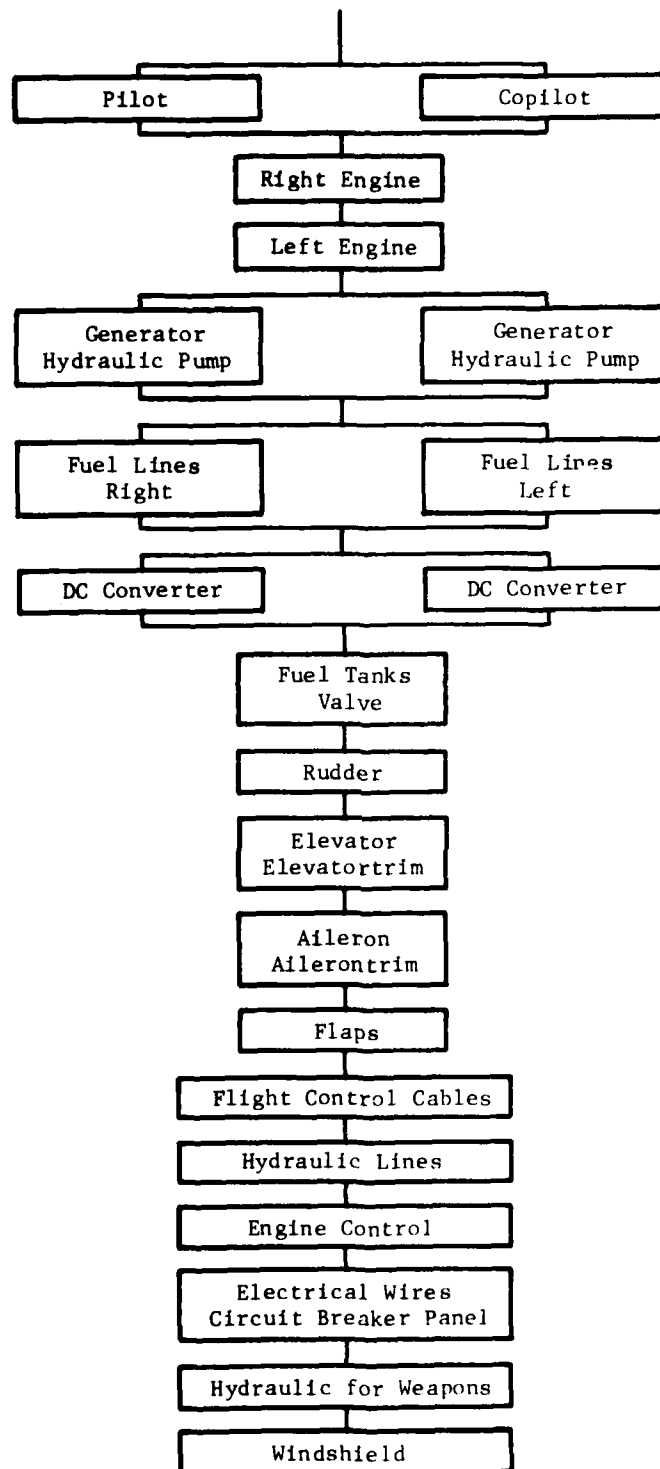 Pilot
Copilot
Right Engine
Left Engine
Generator
Hydraulic Pump
Generator
Hydraulic Pump
Fuel Lines
Right
Fuel Lines
Left
DC Converter
DC Converter
Fuel Tanks
Valve
Rudder
Elevator
Elevatortrim
Aileron
Ailerontrim
Flaps
Flight Control Cables
Hydraulic Lines
Engine Control
Electrical Wires
Circuit Breaker Panel
Hydraulic for Weapons
Windshield